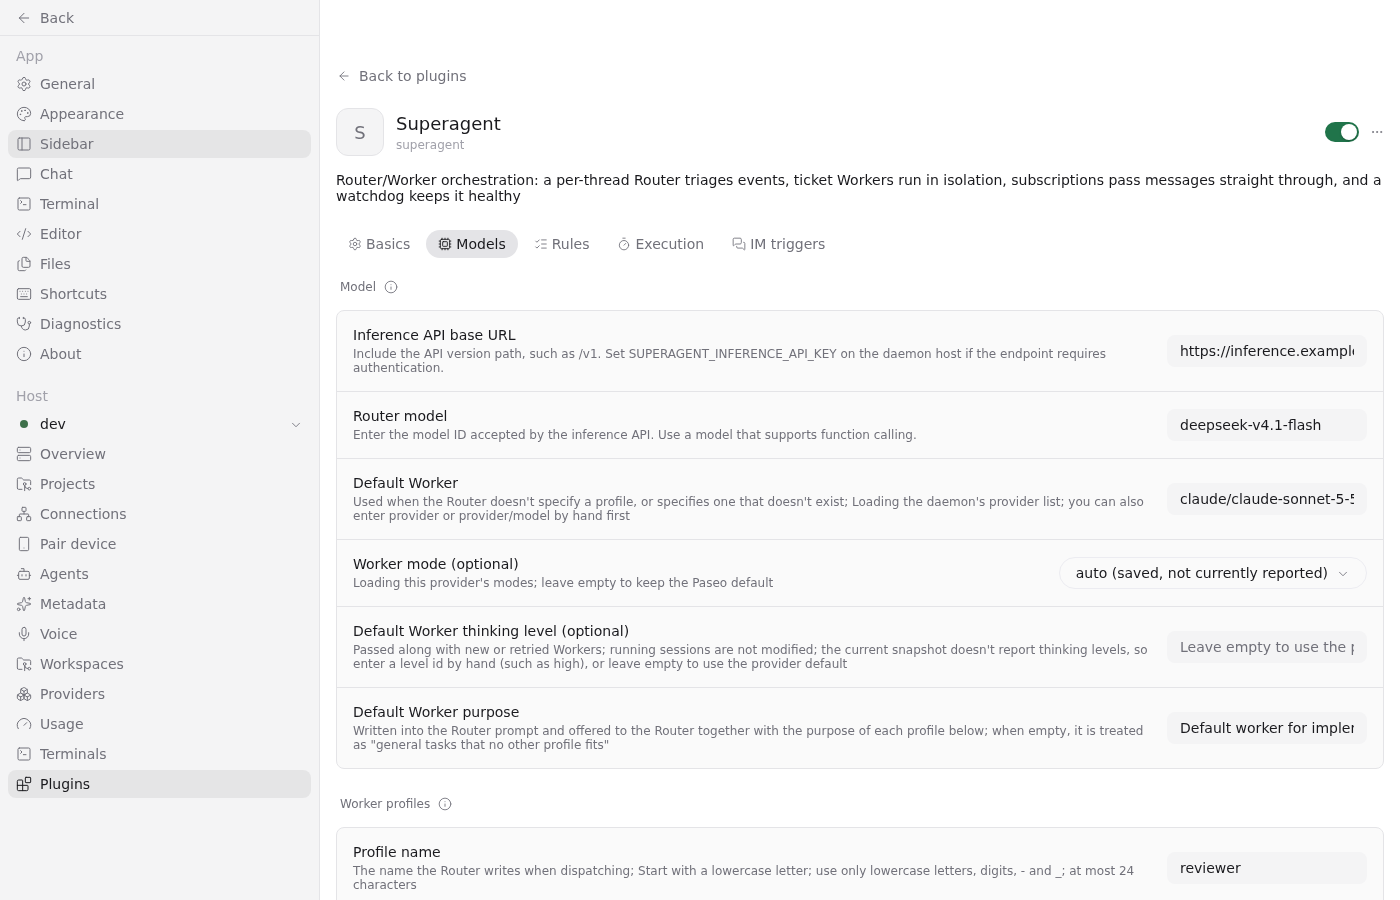 Back
App
General
Appearance
Sidebar
Chat
Terminal
Editor
Files
Shortcuts
Diagnostics
About
Host
dev
Overview
Projects
Connections
Pair device
Agents
Metadata
Voice
Workspaces
Providers
Usage
Terminals
Plugins
Back to plugins
S
Superagent
superagent
Router/Worker orchestration: a per-thread Router triages events, ticket Workers run in isolation, subscriptions pass messages straight through, and a
watchdog keeps it healthy
Basics
Models
Rules
Execution
IM triggers
Model
Inference API base URL
Include the API version path, such as /v1. Set SUPERAGENT_INFERENCE_API_KEY on the daemon host if the endpoint requires
authentication.
https://inference.example
Router model
Enter the model ID accepted by the inference API. Use a model that supports function calling.
deepseek-v4.1-flash
Default Worker
Used when the Router doesn't specify a profile, or specifies one that doesn't exist; Loading the daemon's provider list; you can also
enter provider or provider/model by hand first
claude/claude-sonnet-5-5
Worker mode (optional)
Loading this provider's modes; leave empty to keep the Paseo default
auto (saved, not currently reported)
Default Worker thinking level (optional)
Passed along with new or retried Workers; running sessions are not modified; the current snapshot doesn't report thinking levels, so
enter a level id by hand (such as high), or leave empty to use the provider default
Leave empty to use the p
Default Worker purpose
Written into the Router prompt and offered to the Router together with the purpose of each profile below; when empty, it is treated
as "general tasks that no other profile fits"
Default worker for implem
Worker profiles
Profile name
The name the Router writes when dispatching; Start with a lowercase letter; use only lowercase letters, digits, - and _; at most 24
characters
reviewer